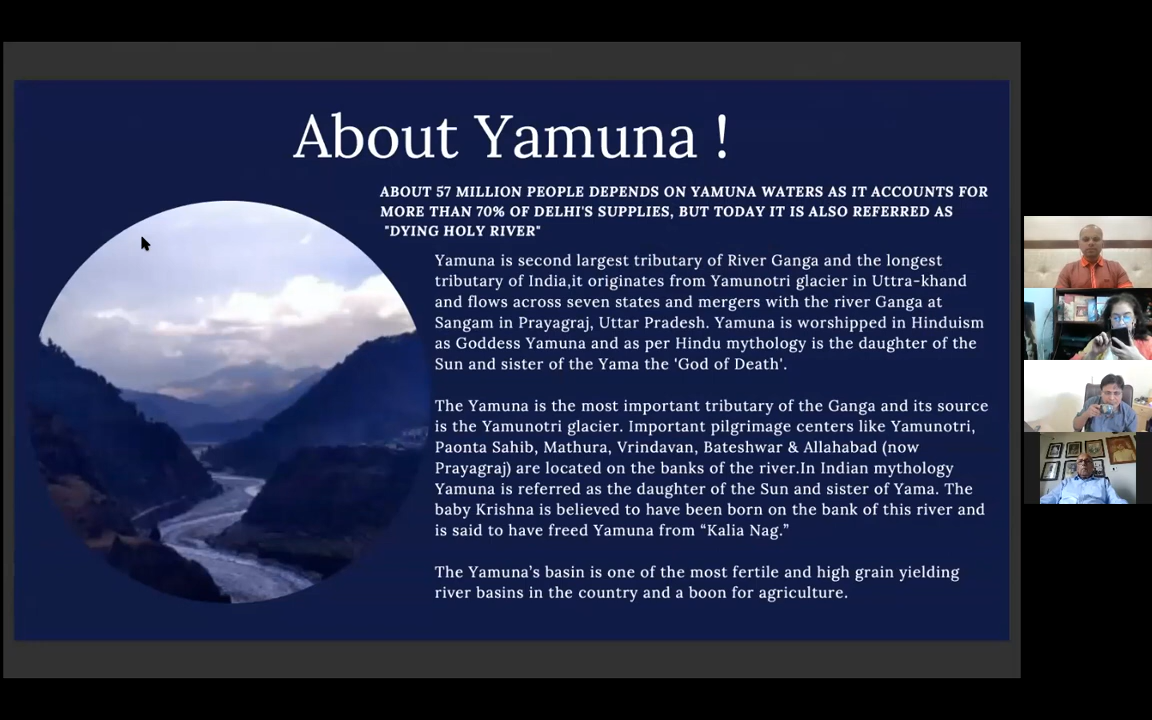 About Yamuna !
ABOUT 57 MILLION PEOPLE DEPENDS ON YAMUNA WATERS AS IT ACCOUNTS FOR
MORE THAN 70% OF DELHI'S SUPPLIES, BUT TODAY IT IS ALSO REFERRED AS
"DYING HOLY RIVER"
Yamuna is second largest tributary of River Ganga and the longest
tributary of India,it originates from Yamunotri glacier in Uttra-khand
and flows across seven states and mergers with the river Ganga at
Sangam in Prayagraj, Uttar Pradesh. Yamuna is worshipped in Hinduism
as Goddess Yamuna and as per Hindu mythology is the daughter of the
Sun and sister of the Yama the 'God of Death'.
The Yamuna is the most important tributary of the Ganga and its source
is the Yamunotri glacier. Important pilgrimage centers like Yamunotri,
Paonta Sahib, Mathura, Vrindavan, Bateshwar & Allahabad (now
Prayagraj) are located on the banks of the river.In Indian mythology
Yamuna is referred as the daughter of the Sun and sister of Yama. The
baby Krishna is believed to have been born on the bank of this river and
is said to have freed Yamuna from “Kalia Nag.”
The Yamuna’s basin is one of the most fertile and high grain yielding
river basins in the country and a boon for agriculture.